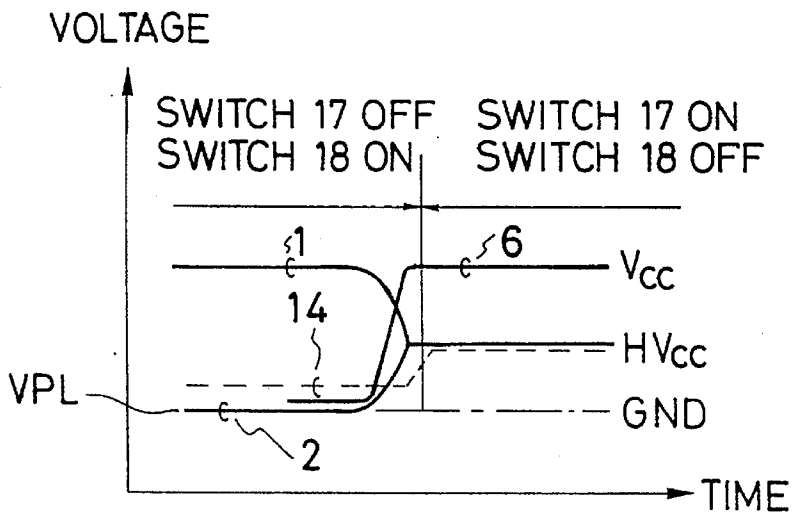 VOLTAGE
SWITCH 17 OFF
SWITCH 18 ON
SWITCH 17 ON
SWITCH 18 OFF
1
6
VCC
14
HVCC
VPL
GND
2
TIME